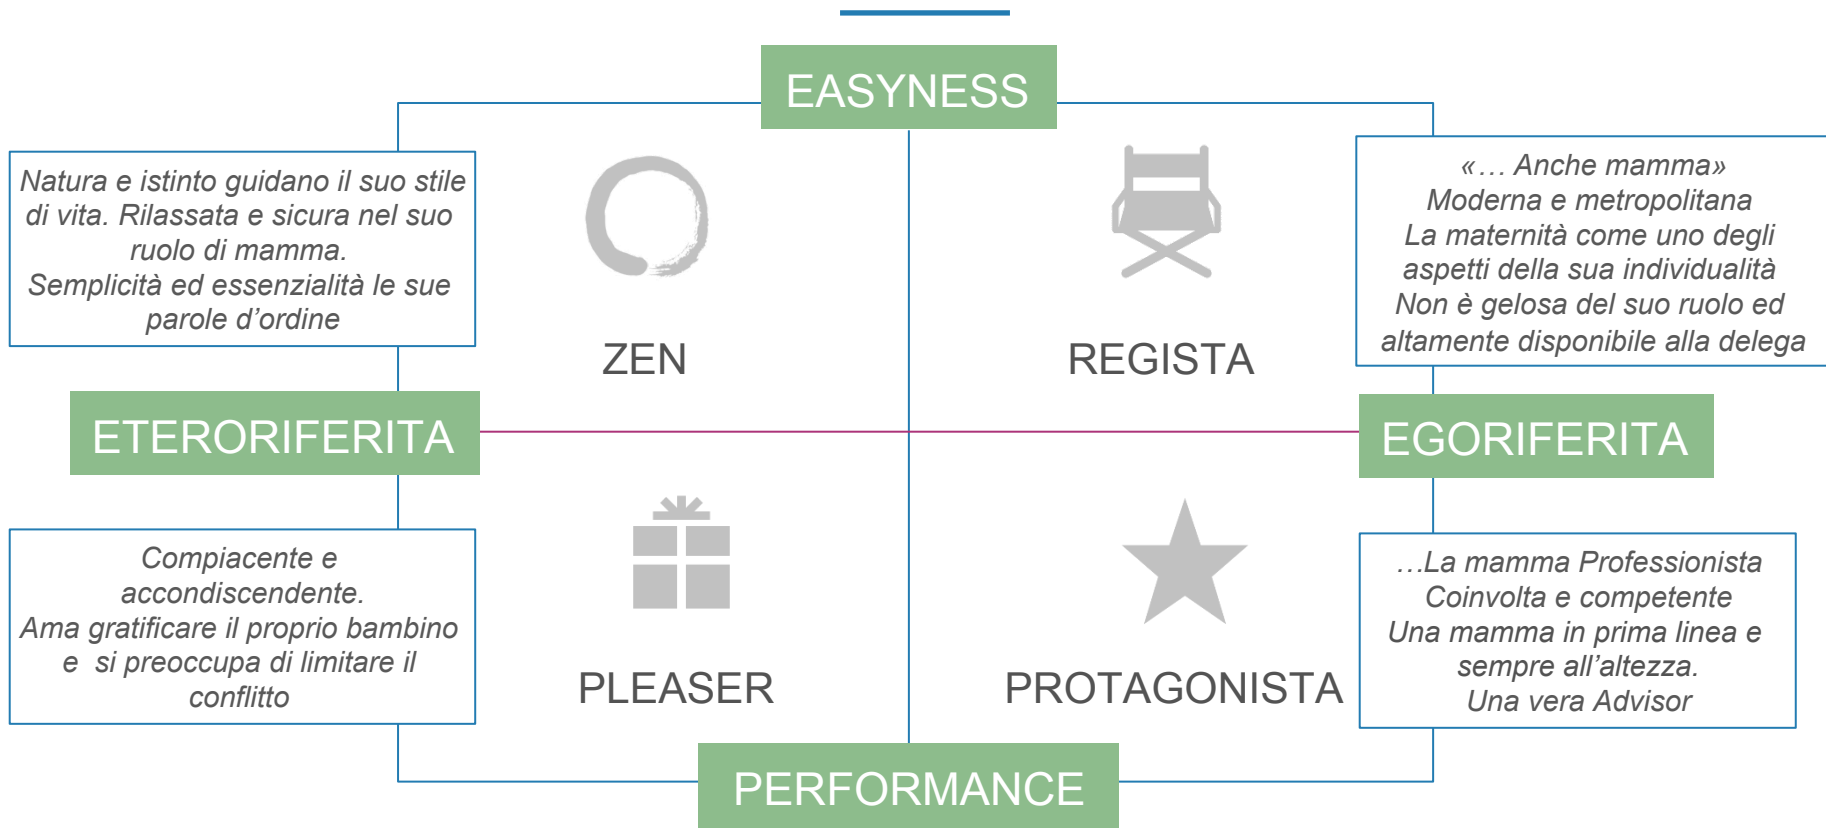 EASYNESS
Natura e istinto guidano il suo stile
di vita. Rilassata e sicura nel suo
ruolo di mamma.
Semplicità ed essenzialità le sue
parole d’ordine
ZEN
REGISTA
«… Anche mamma»
Moderna e metropolitana
La maternità come uno degli
aspetti della sua individualità
Non è gelosa del suo ruolo ed
altamente disponibile alla delega
ETERORIFERITA
EGORIFERITA
Compiacente e
accondiscendente.
Ama gratificare il proprio bambino
e si preoccupa di limitare il
conflitto
PLEASER
PROTAGONISTA
…La mamma Professionista
Coinvolta e competente
Una mamma in prima linea e
sempre all’altezza.
Una vera Advisor
PERFORMANCE